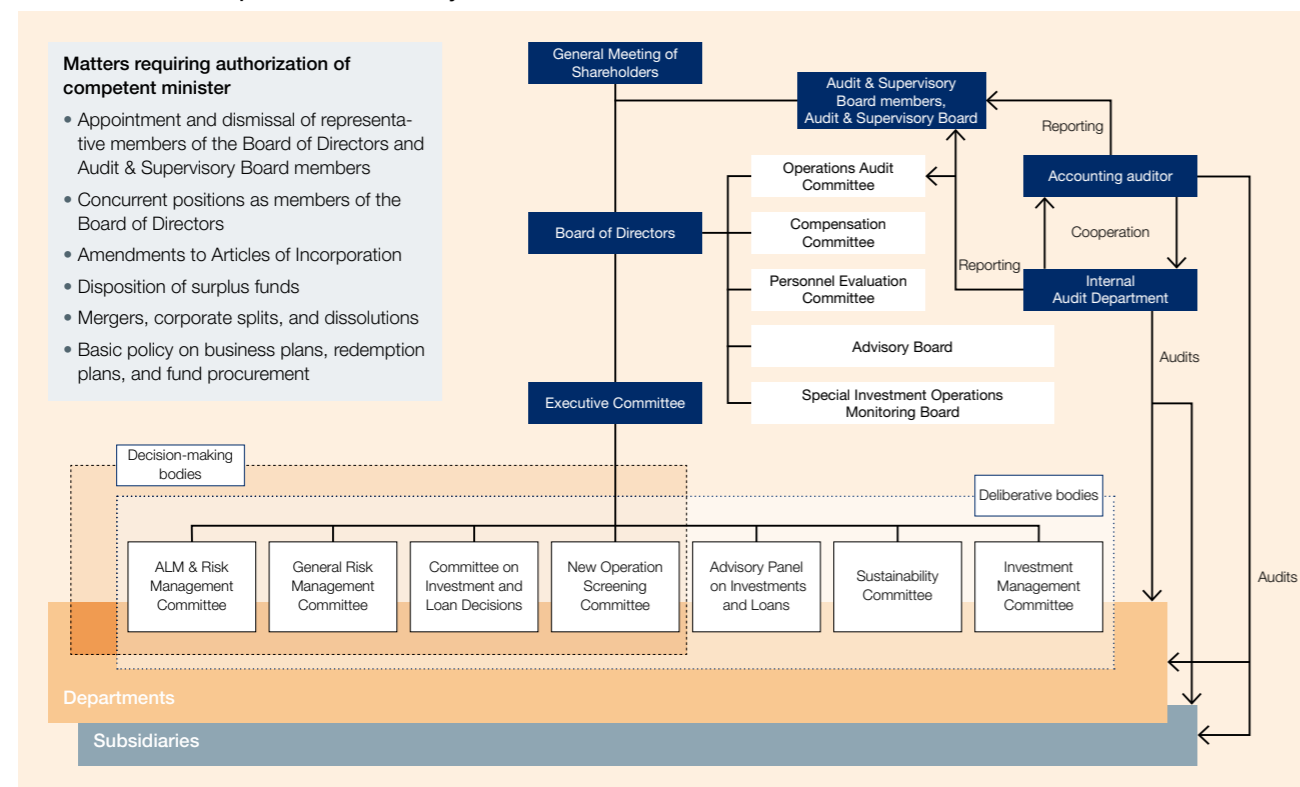 Matters requiring authorization of
competent minister
• Appointment and dismissal of representa-
tive members of the Board of Directors and
Audit & Supervisory Board members
• Concurrent positions as members of the
Board of Directors
• Amendments to Articles of Incorporation
• Disposition of surplus funds
• Mergers, corporate splits, and dissolutions
• Basic policy on business plans, redemption
plans, and fund procurement
General Meeting of
Shareholders
Audit & Supervisory
Board members,
Audit & Supervisory Board
Reporting
Operations Audit
Committee
Accounting auditor
Board of Directors
Compensation
Committee
Cooperation
Reporting
Personnel Evaluation
Committee
Internal
Audit Department
Advisory Board
Audits
Executive Committee
Special Investment Operations
Monitoring Board
Decision-making
bodies
Deliberative bodies
ALM & Risk
Management
Committee
General Risk
Management
Committee
Committee on
Investment and
Loan Decisions
New Operation
Screening
Committee
Advisory Panel
on Investments
and Loans
Sustainability
Committee
Investment
Management
Committee
Audits
Departments
Subsidiaries